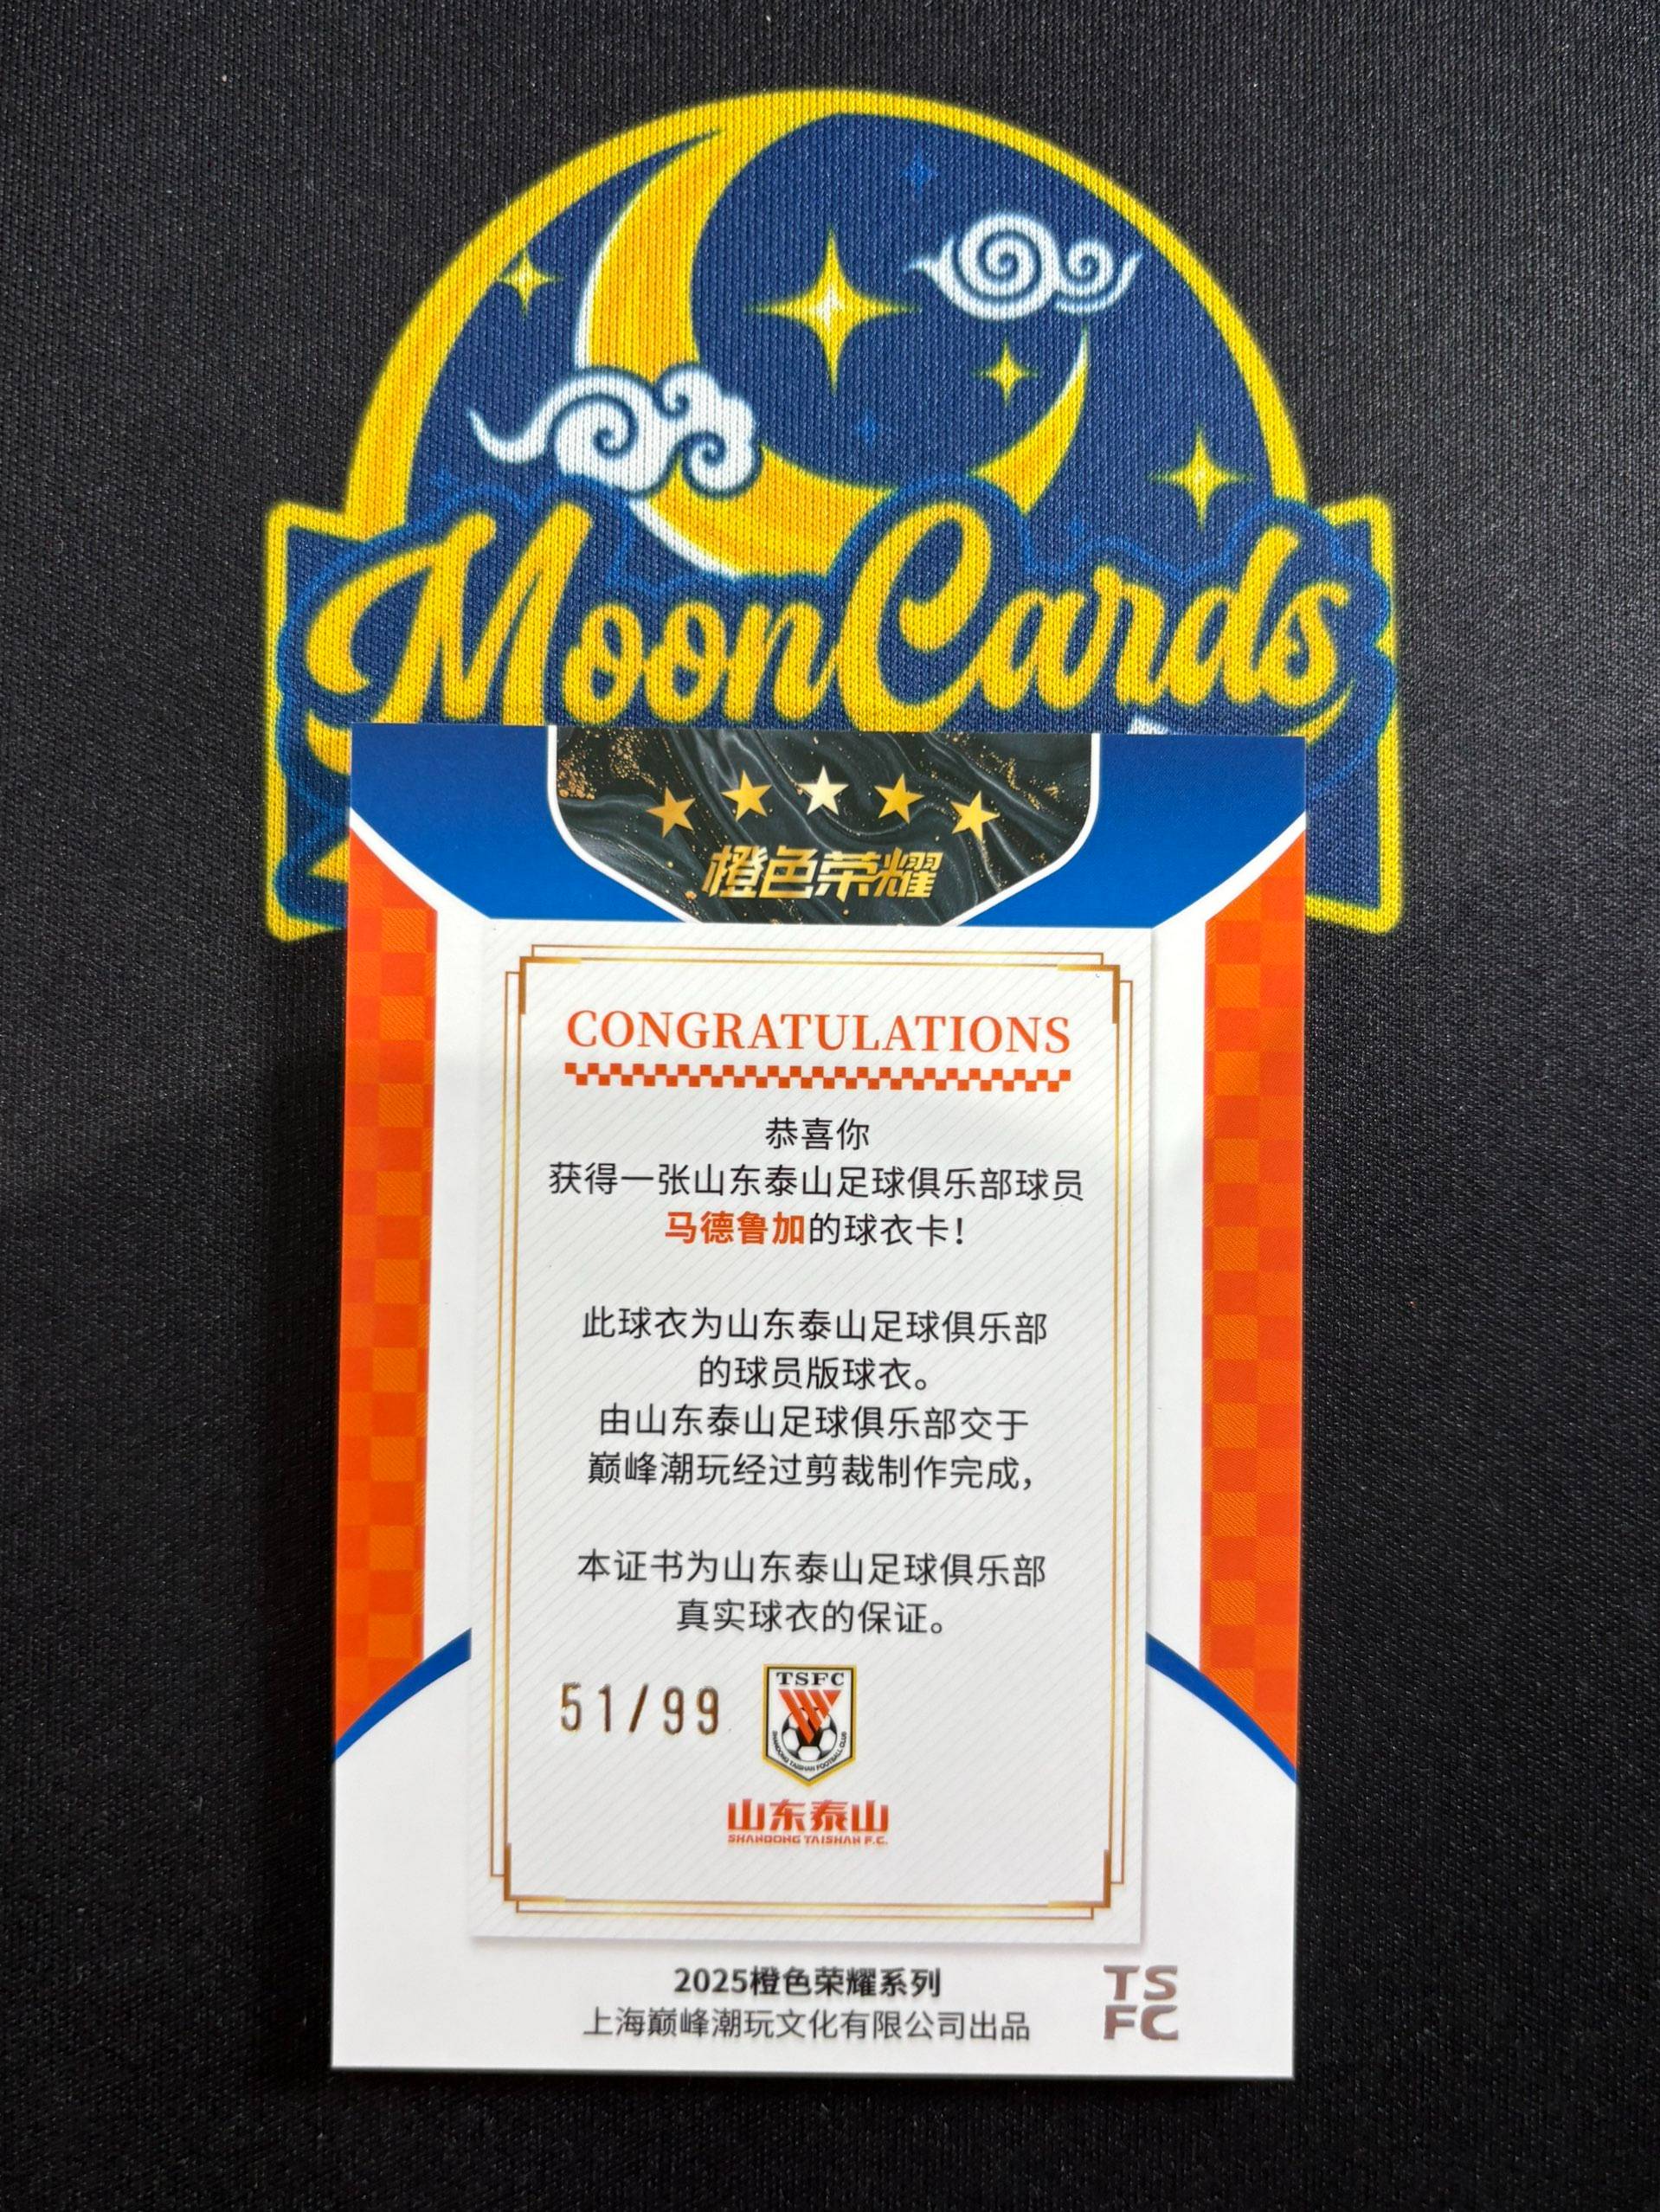 MoonCards
橙色荣耀
CONGRATULATIONS
恭喜你
获得一张山东泰山足球俱乐部球员
马德鲁加的球衣卡！
此球衣为山东泰山足球俱乐部
的球员版球衣。
由山东泰山足球俱乐部交于
巅峰潮玩经过剪裁制作完成，
本证书为山东泰山足球俱乐部
真实球衣的保证。
51/99
TSFC
SHANDONG TAISHAN FOOTBALL CLUB
山东泰山
SHANDONG TAISHAN F.C.
2025橙色荣耀系列
上海巅峰潮玩文化有限公司出品
TS
FC